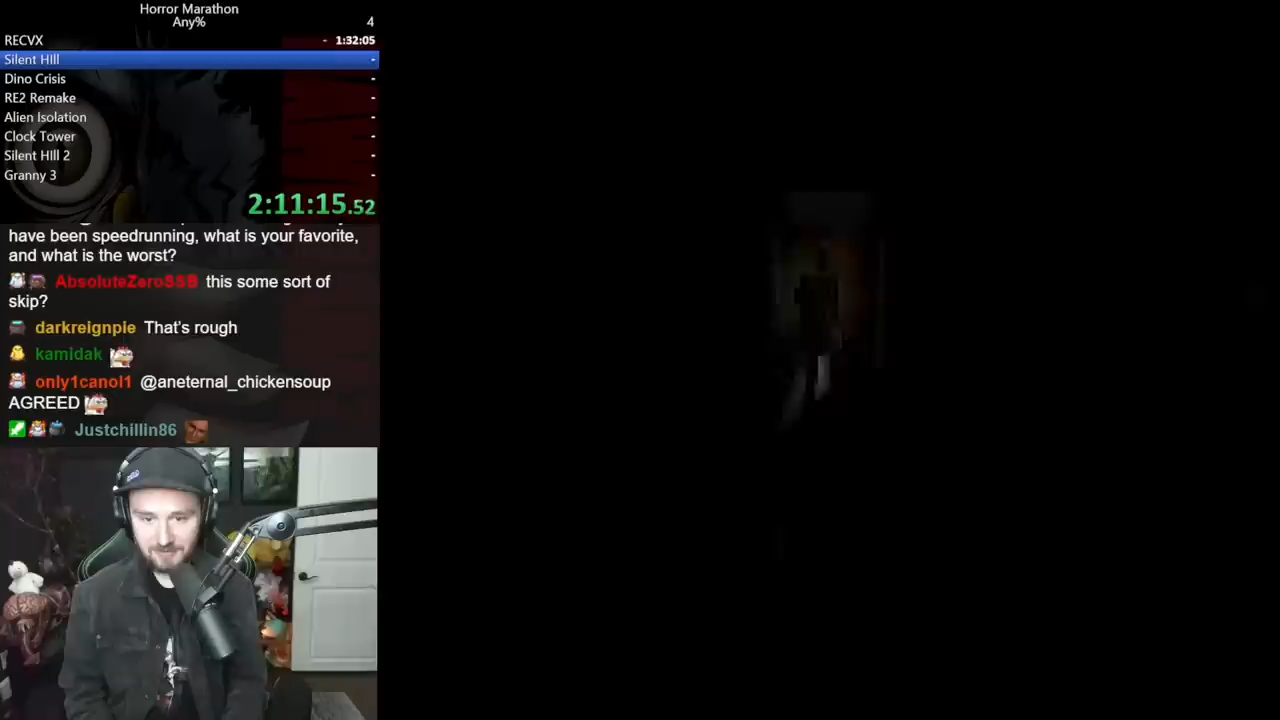 Horror Marathon
Any%
4
RECVX - 1:32:05
Silent HIll -
Dino Crisis -
RE2 Remake -
Alien Isolation -
Clock Tower -
Silent HIll 2 -
Granny 3 -
2:11:15.52
have been speedrunning, what is your favorite,
and what is the worst?
AbsoluteZeroSSB this some sort of
skip?
darkreignpie That's rough
kamidak
only1canol1 @aneternal_chickensoup
AGREED
Justchillin86